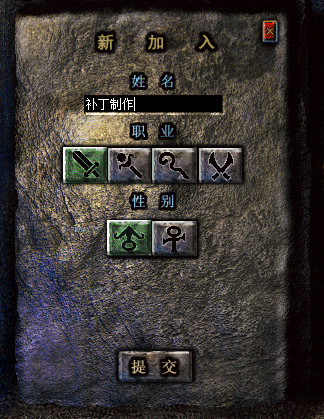 新 加 入
姓 名
补丁制作
职 业
性 别
提 交